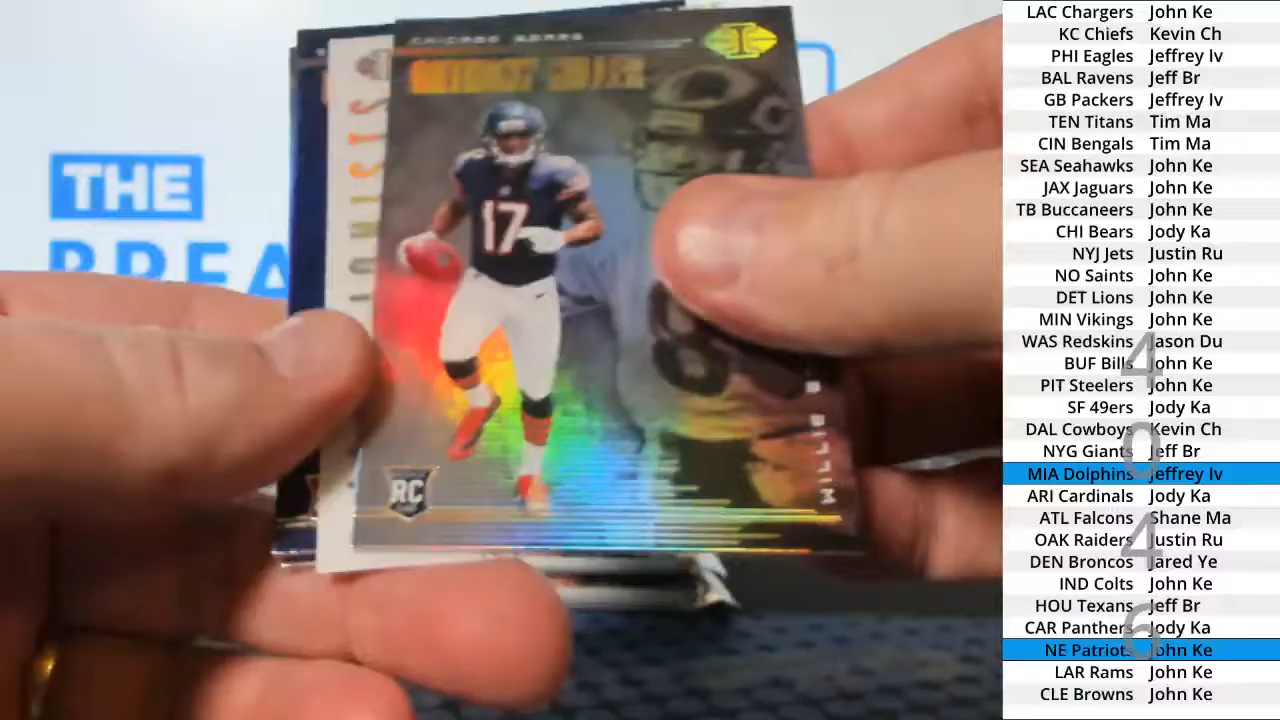 THE
BREA
CHICAGO BEARS
ANTHONY MILLER
I
17
RC
LAC Chargers John Ke
KC Chiefs Kevin Ch
PHI Eagles Jeffrey Iv
BAL Ravens Jeff Br
GB Packers Jeffrey Iv
TEN Titans Tim Ma
CIN Bengals Tim Ma
SEA Seahawks John Ke
JAX Jaguars John Ke
TB Buccaneers John Ke
CHI Bears Jody Ka
NYJ Jets Justin Ru
NO Saints John Ke
DET Lions John Ke
MIN Vikings John Ke
WAS Redskins Jason Du
BUF Bills John Ke
PIT Steelers John Ke
SF 49ers Jody Ka
DAL Cowboys Kevin Ch
NYG Giants Jeff Br
MIA Dolphins Jeffrey Iv
ARI Cardinals Jody Ka
ATL Falcons Shane Ma
OAK Raiders Justin Ru
DEN Broncos Jared Ye
IND Colts John Ke
HOU Texans Jeff Br
CAR Panthers Jody Ka
NE Patriots John Ke
LAR Rams John Ke
CLE Browns John Ke
4
0
4
6